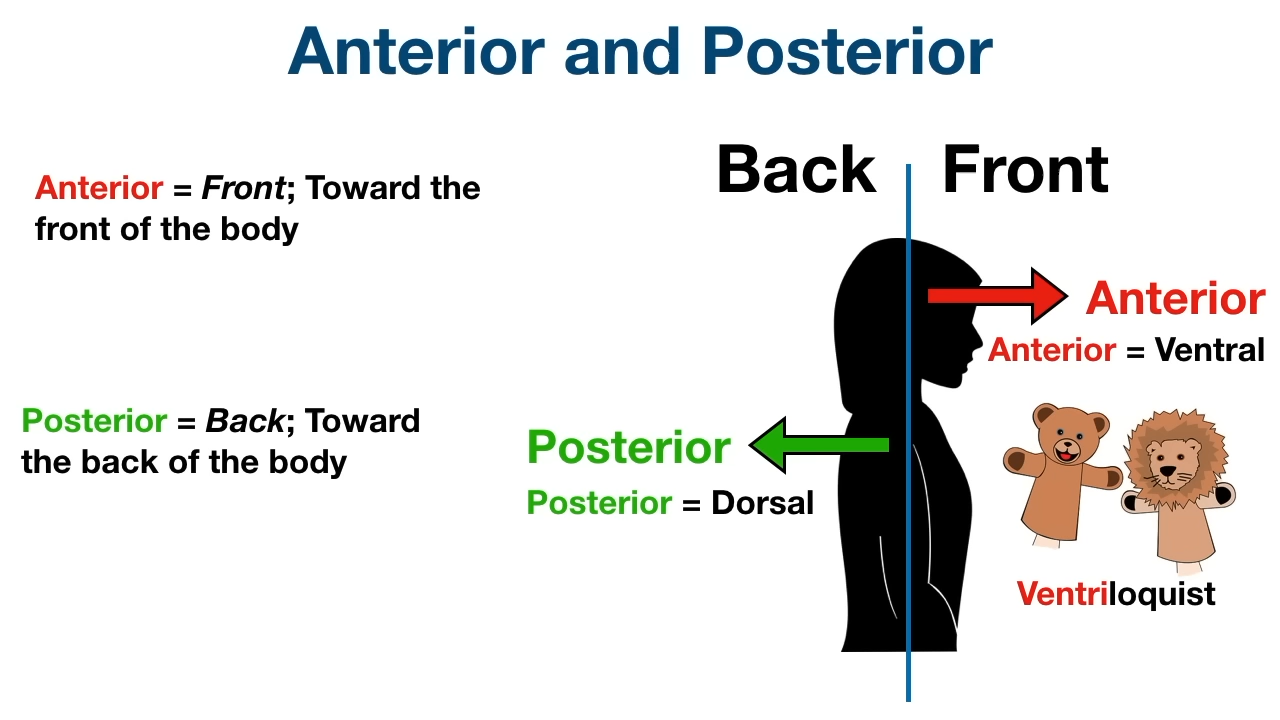 Anterior and Posterior
Anterior = Front; Toward the
front of the body
Posterior = Back; Toward
the back of the body
Back
Front
Anterior
Anterior = Ventral
Posterior
Posterior = Dorsal
Ventriloquist